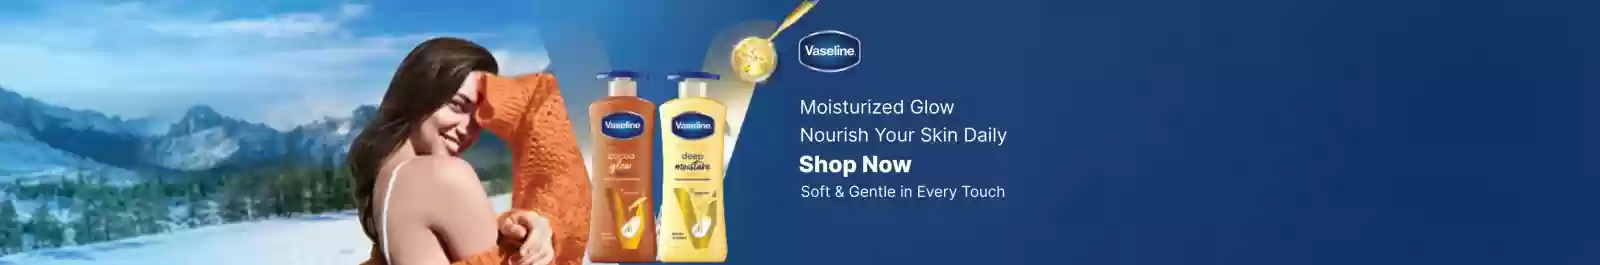 Vaseline
Moisturized Glow
Nourish Your Skin Daily
Shop Now
Soft & Gentle in Every Touch
Vaseline
cocoa
glow
Vaseline
deep
moisture